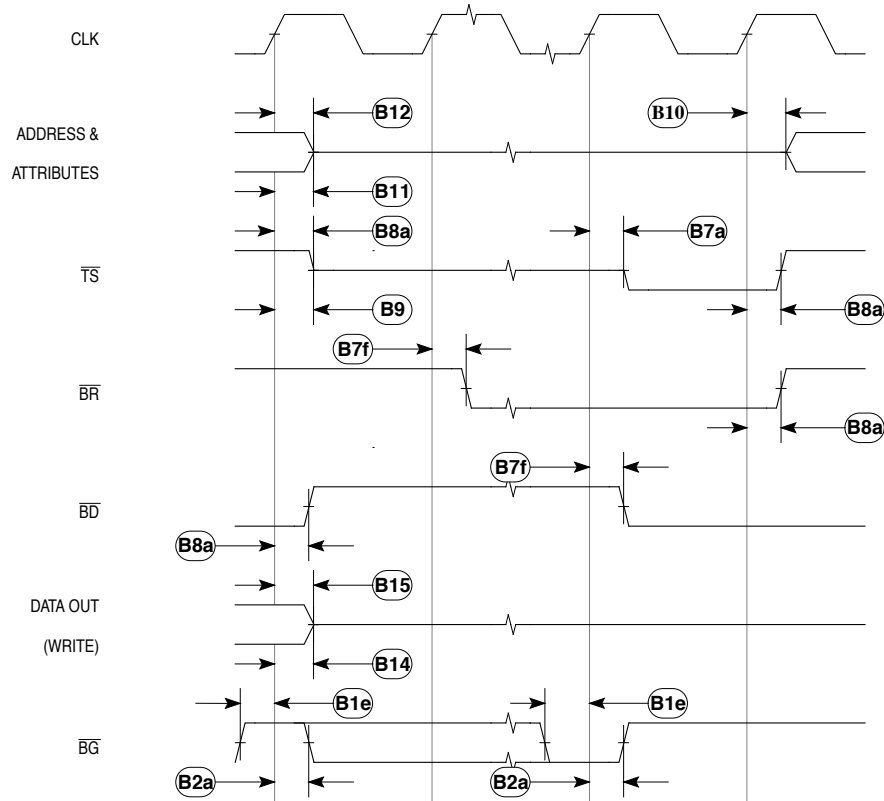 CLK
B12
B10
ADDRESS &
ATTRIBUTES
B11
B8a
B7a
TS
B9
B8a
B7f
BR
B8a
B7f
BD
B8a
B15
DATA OUT
(WRITE)
B14
B1e
B1e
BG
B2a
B2a